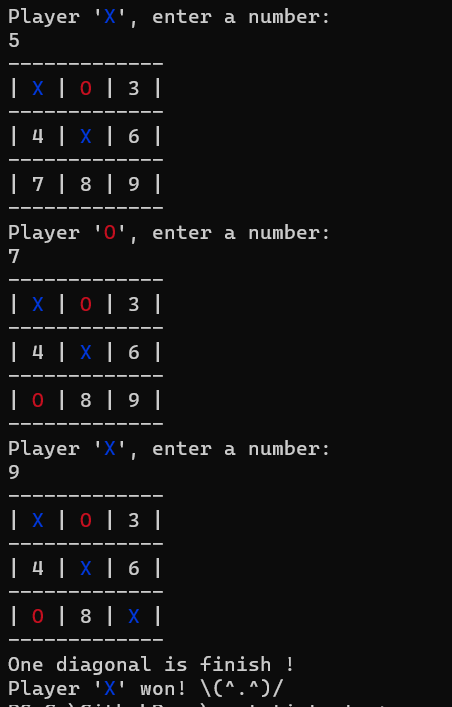 Player 'X', enter a number:
5
-------------
| X | O | 3 |
-------------
| 4 | X | 6 |
-------------
| 7 | 8 | 9 |
-------------
Player 'O', enter a number:
7
-------------
| X | O | 3 |
-------------
| 4 | X | 6 |
-------------
| O | 8 | 9 |
-------------
Player 'X', enter a number:
9
-------------
| X | O | 3 |
-------------
| 4 | X | 6 |
-------------
| O | 8 | X |
-------------
One diagonal is finish !
Player 'X' won! \(^.^)/